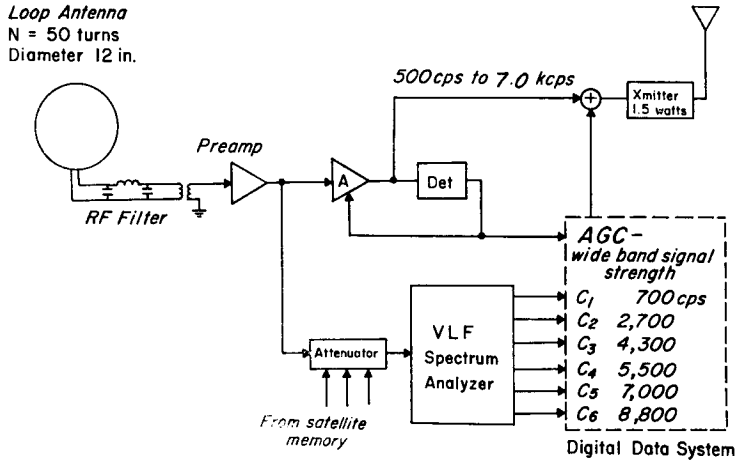 Loop Antenna
N = 50 turns
Diameter 12 in.
500cps to 7.0 kcps
Xmitter
1.5 watts
Preamp
A
Det
RF Filter
AGC-
wide band signal
strength
C1 700 cps
C2 2,700
C3 4,300
C4 5,500
C5 7,000
C6 8,800
VLF
Spectrum
Analyzer
Attenuator
From satellite
memory
Digital Data System